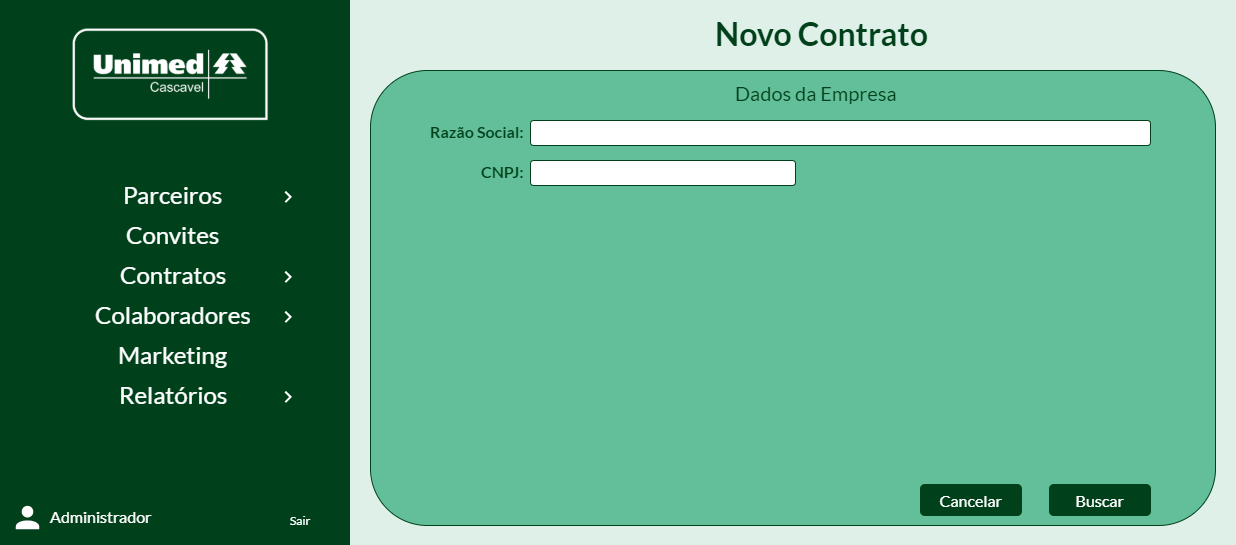 Unimed
Cascavel
Parceiros
Convites
Contratos
Colaboradores
Marketing
Relatórios
Administrador
Sair
Novo Contrato
Dados da Empresa
Razão Social:
CNPJ:
Cancelar
Buscar